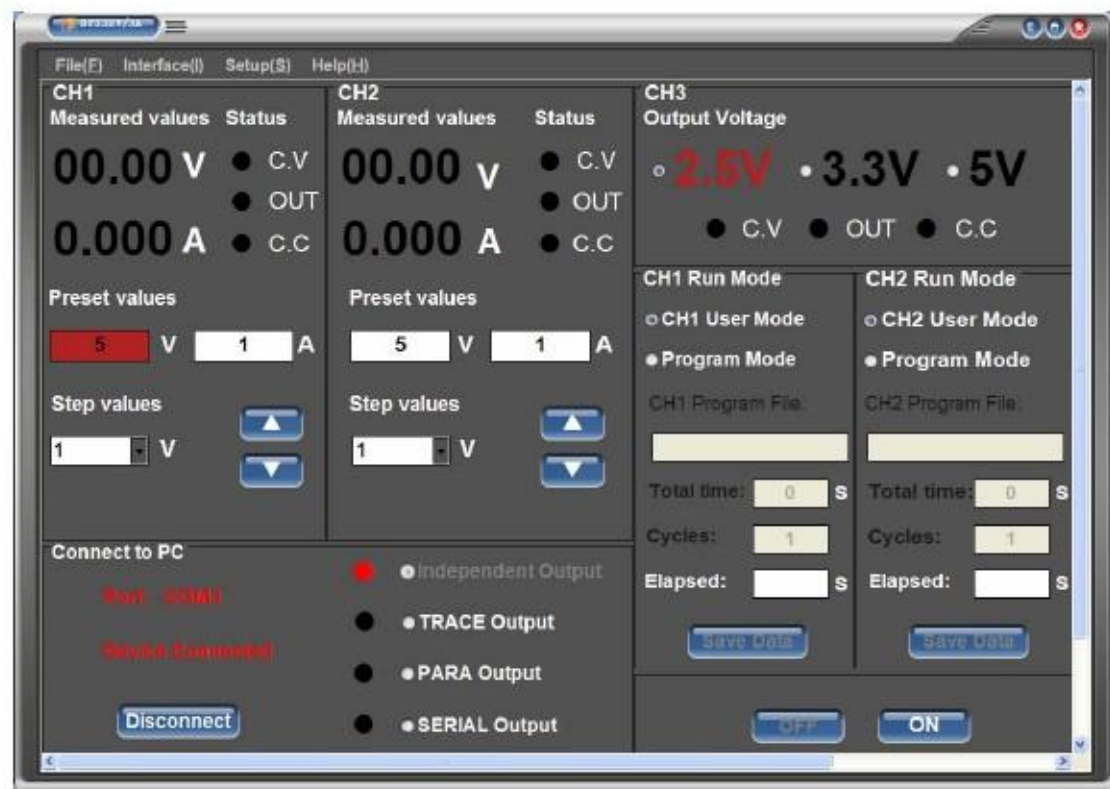 File(F) Interface(I) Setup(S) Help(H)
CH1
Measured values Status
00.00 V C.V
OUT
0.000 A C.C
Preset values
5 V 1 A
Step values
1 V
CH2
Measured values Status
00.00 V C.V
OUT
0.000 A C.C
Preset values
5 V 1 A
Step values
1 V
CH3
Output Voltage
2.5V 3.3V 5V
C.V OUT C.C
CH1 Run Mode
CH1 User Mode
Program Mode
CH1 Program File:
Total time: 0 S
Cycles: 1
Elapsed: S
Save Data
CH2 Run Mode
CH2 User Mode
Program Mode
CH2 Program File:
Total time: 0 S
Cycles: 1
Elapsed: S
Save Data
Connect to PC
Device Connected
Disconnect
Independent Output
TRACE Output
PARA Output
SERIAL Output
OFF ON